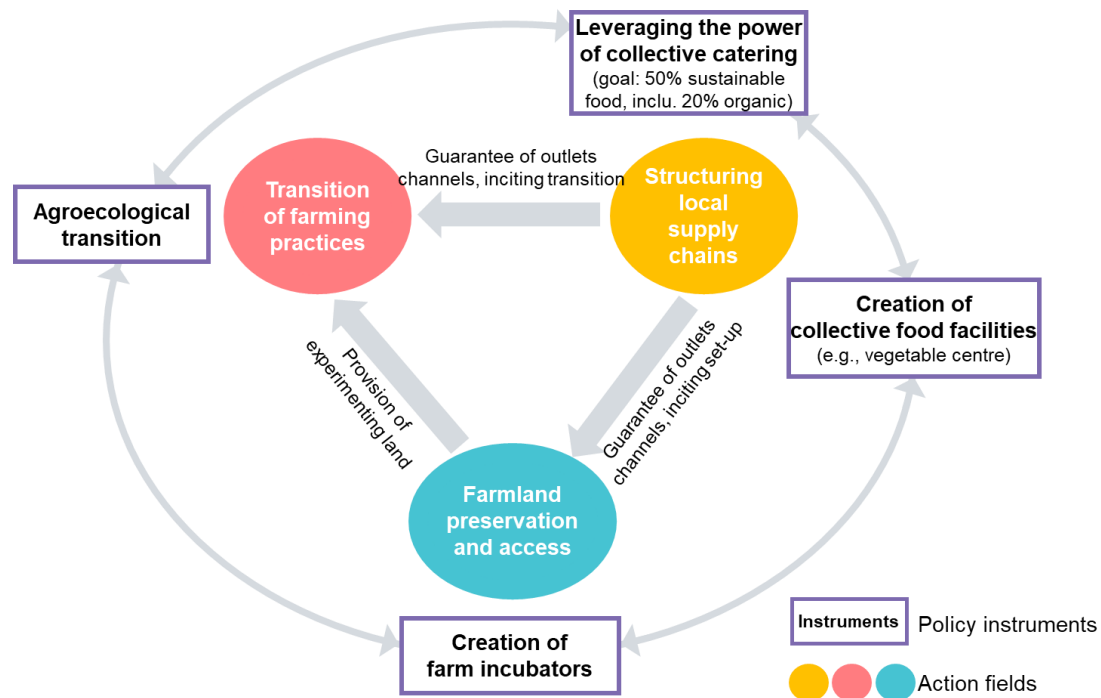 Leveraging the power
of collective catering
(goal: 50% sustainable
food, inclu. 20% organic)
Guarantee of outlets
channels, inciting transition
Transition
of farming
practices
Structuring
local
supply
chains
Agroecological
transition
Creation of
collective food facilities
(e.g., vegetable centre)
Provision of
experimenting land
Guarantee of outlets
channels, inciting set-up
Farmland
preservation
and access
Creation of
farm incubators
Instruments
Policy instruments
Action fields